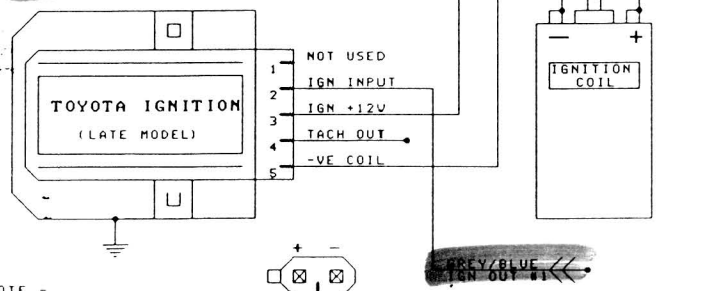 NOT USED
1
IGN INPUT
2
IGN +12V
3
TACH OUT
4
-VE COIL
5
TOYOTA IGNITION
(LATE MODEL)
— +
IGNITION
COIL
+ −
GREY/BLUE
IGN OUT #1